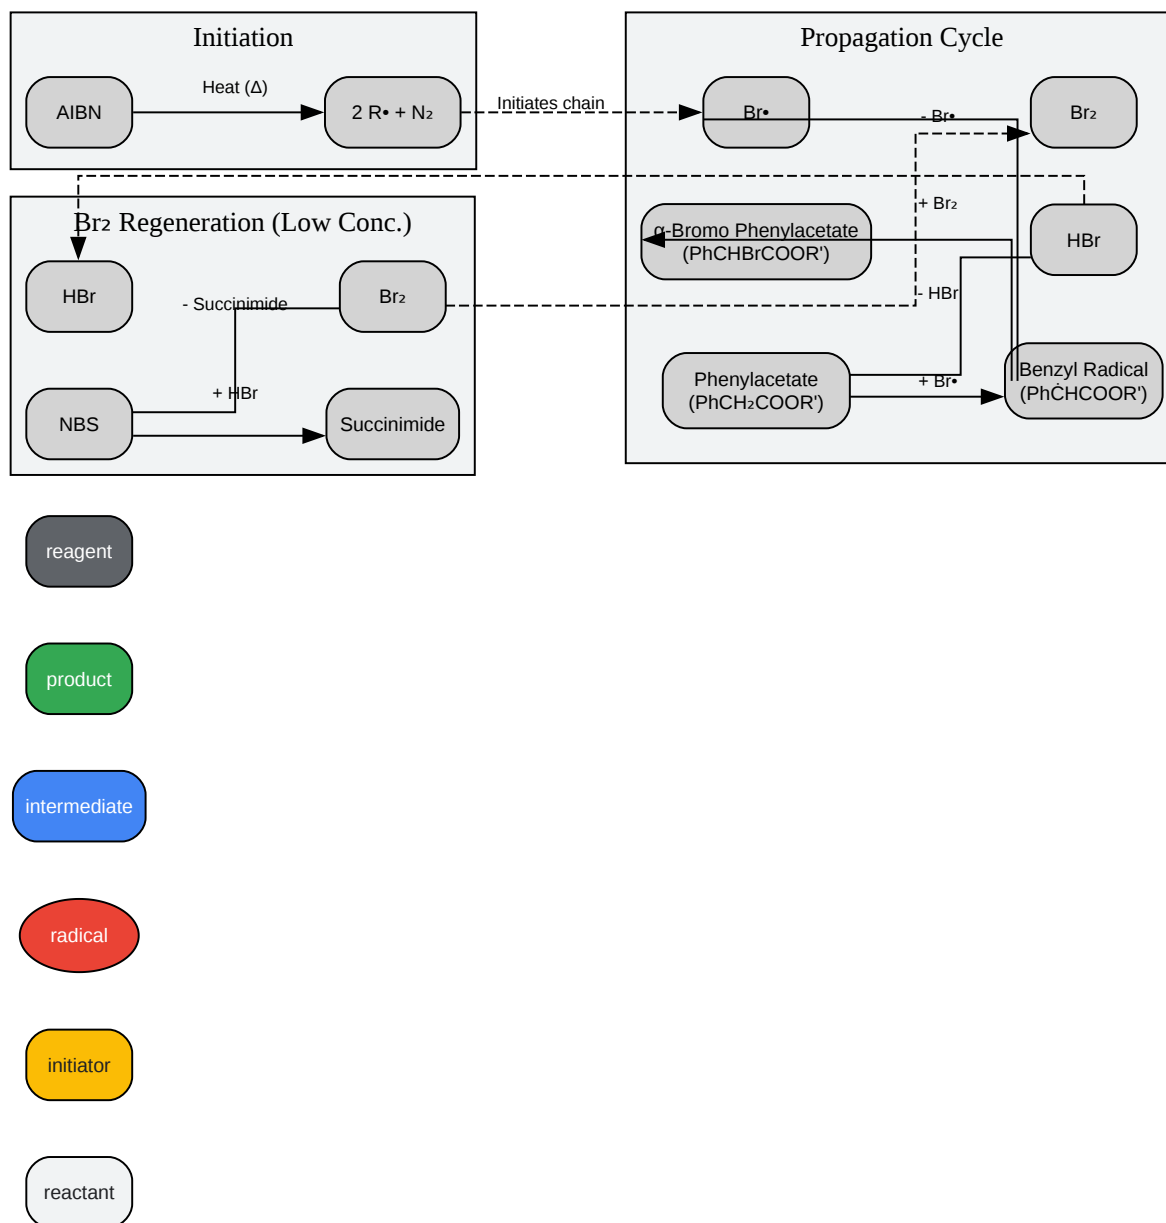 Initiation
AIBN
Heat (Δ)
2 R• + N₂
Initiates chain
Propagation Cycle
Br•
- Br•
Br₂
+ Br₂
α-Bromo Phenylacetate
(PhCHBrCOOR')
HBr
- HBr
Phenylacetate
(PhCH₂COOR')
+ Br•
Benzyl Radical
(PhĊHCOOR')
Br₂ Regeneration (Low Conc.)
HBr
- Succinimide
Br₂
+ HBr
NBS
Succinimide
reagent
product
intermediate
radical
initiator
reactant